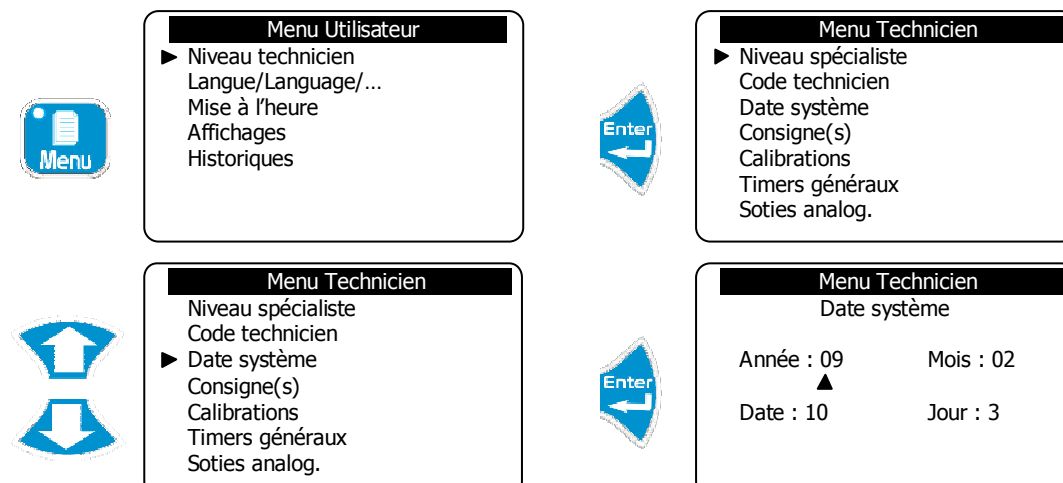 Menu
Menu Utilisateur
Niveau technicien
Langue/Language/…
Mise à l’heure
Affichages
Historiques
Enter
Menu Technicien
Niveau spécialiste
Code technicien
Date système
Consigne(s)
Calibrations
Timers généraux
Soties analog.
Menu Technicien
Niveau spécialiste
Code technicien
Date système
Consigne(s)
Calibrations
Timers généraux
Soties analog.
Enter
Menu Technicien
Date système
Année : 09 Mois : 02
Date : 10 Jour : 3